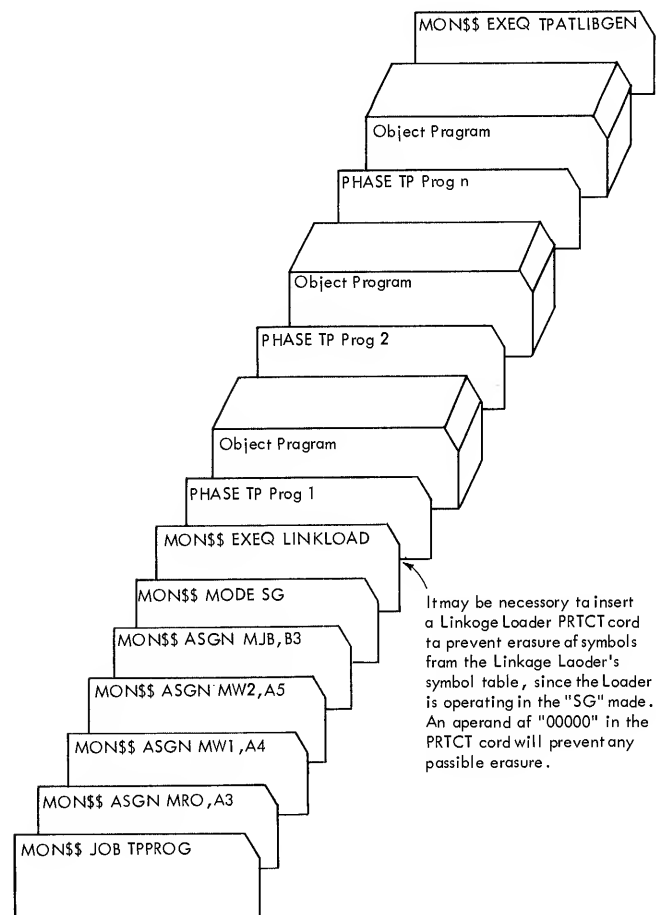 MON$$ EXEQ TPATLIBGEN
Object Pragram
PHASE TP Prog n
Object Program
PHASE TP Prog 2
Object Pragram
PHASE TP Prog 1
MON$$ EXEQ LINKLOAD
MON$$ MODE SG
MON$$ ASGN MJB,B3
MON$$ ASGN MW2,A5
MON$$ ASGN MW1,A4
MON$$ ASGN MRO,A3
MON$$ JOB TPPROG
Itmay be necessary ta insert
a Linkoge Loader PRTCT cord
ta prevent erasure af symbols
fram the Linkage Laoder's
symbol table, since the Loader
is operating in the "SG" made.
An aperand af "00000" in the
PRTCT cord will prevent any
passible erasure.